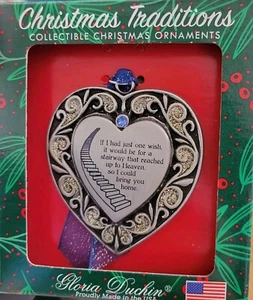 Christmas Traditions
COLLECTIBLE CHRISTMAS ORNAMENTS
If I had just one wish,
it would be for a
stairway that reached
up to Heaven,
so I could
bring you
home.
Gloria Duchin®
Proudly Made in the USA